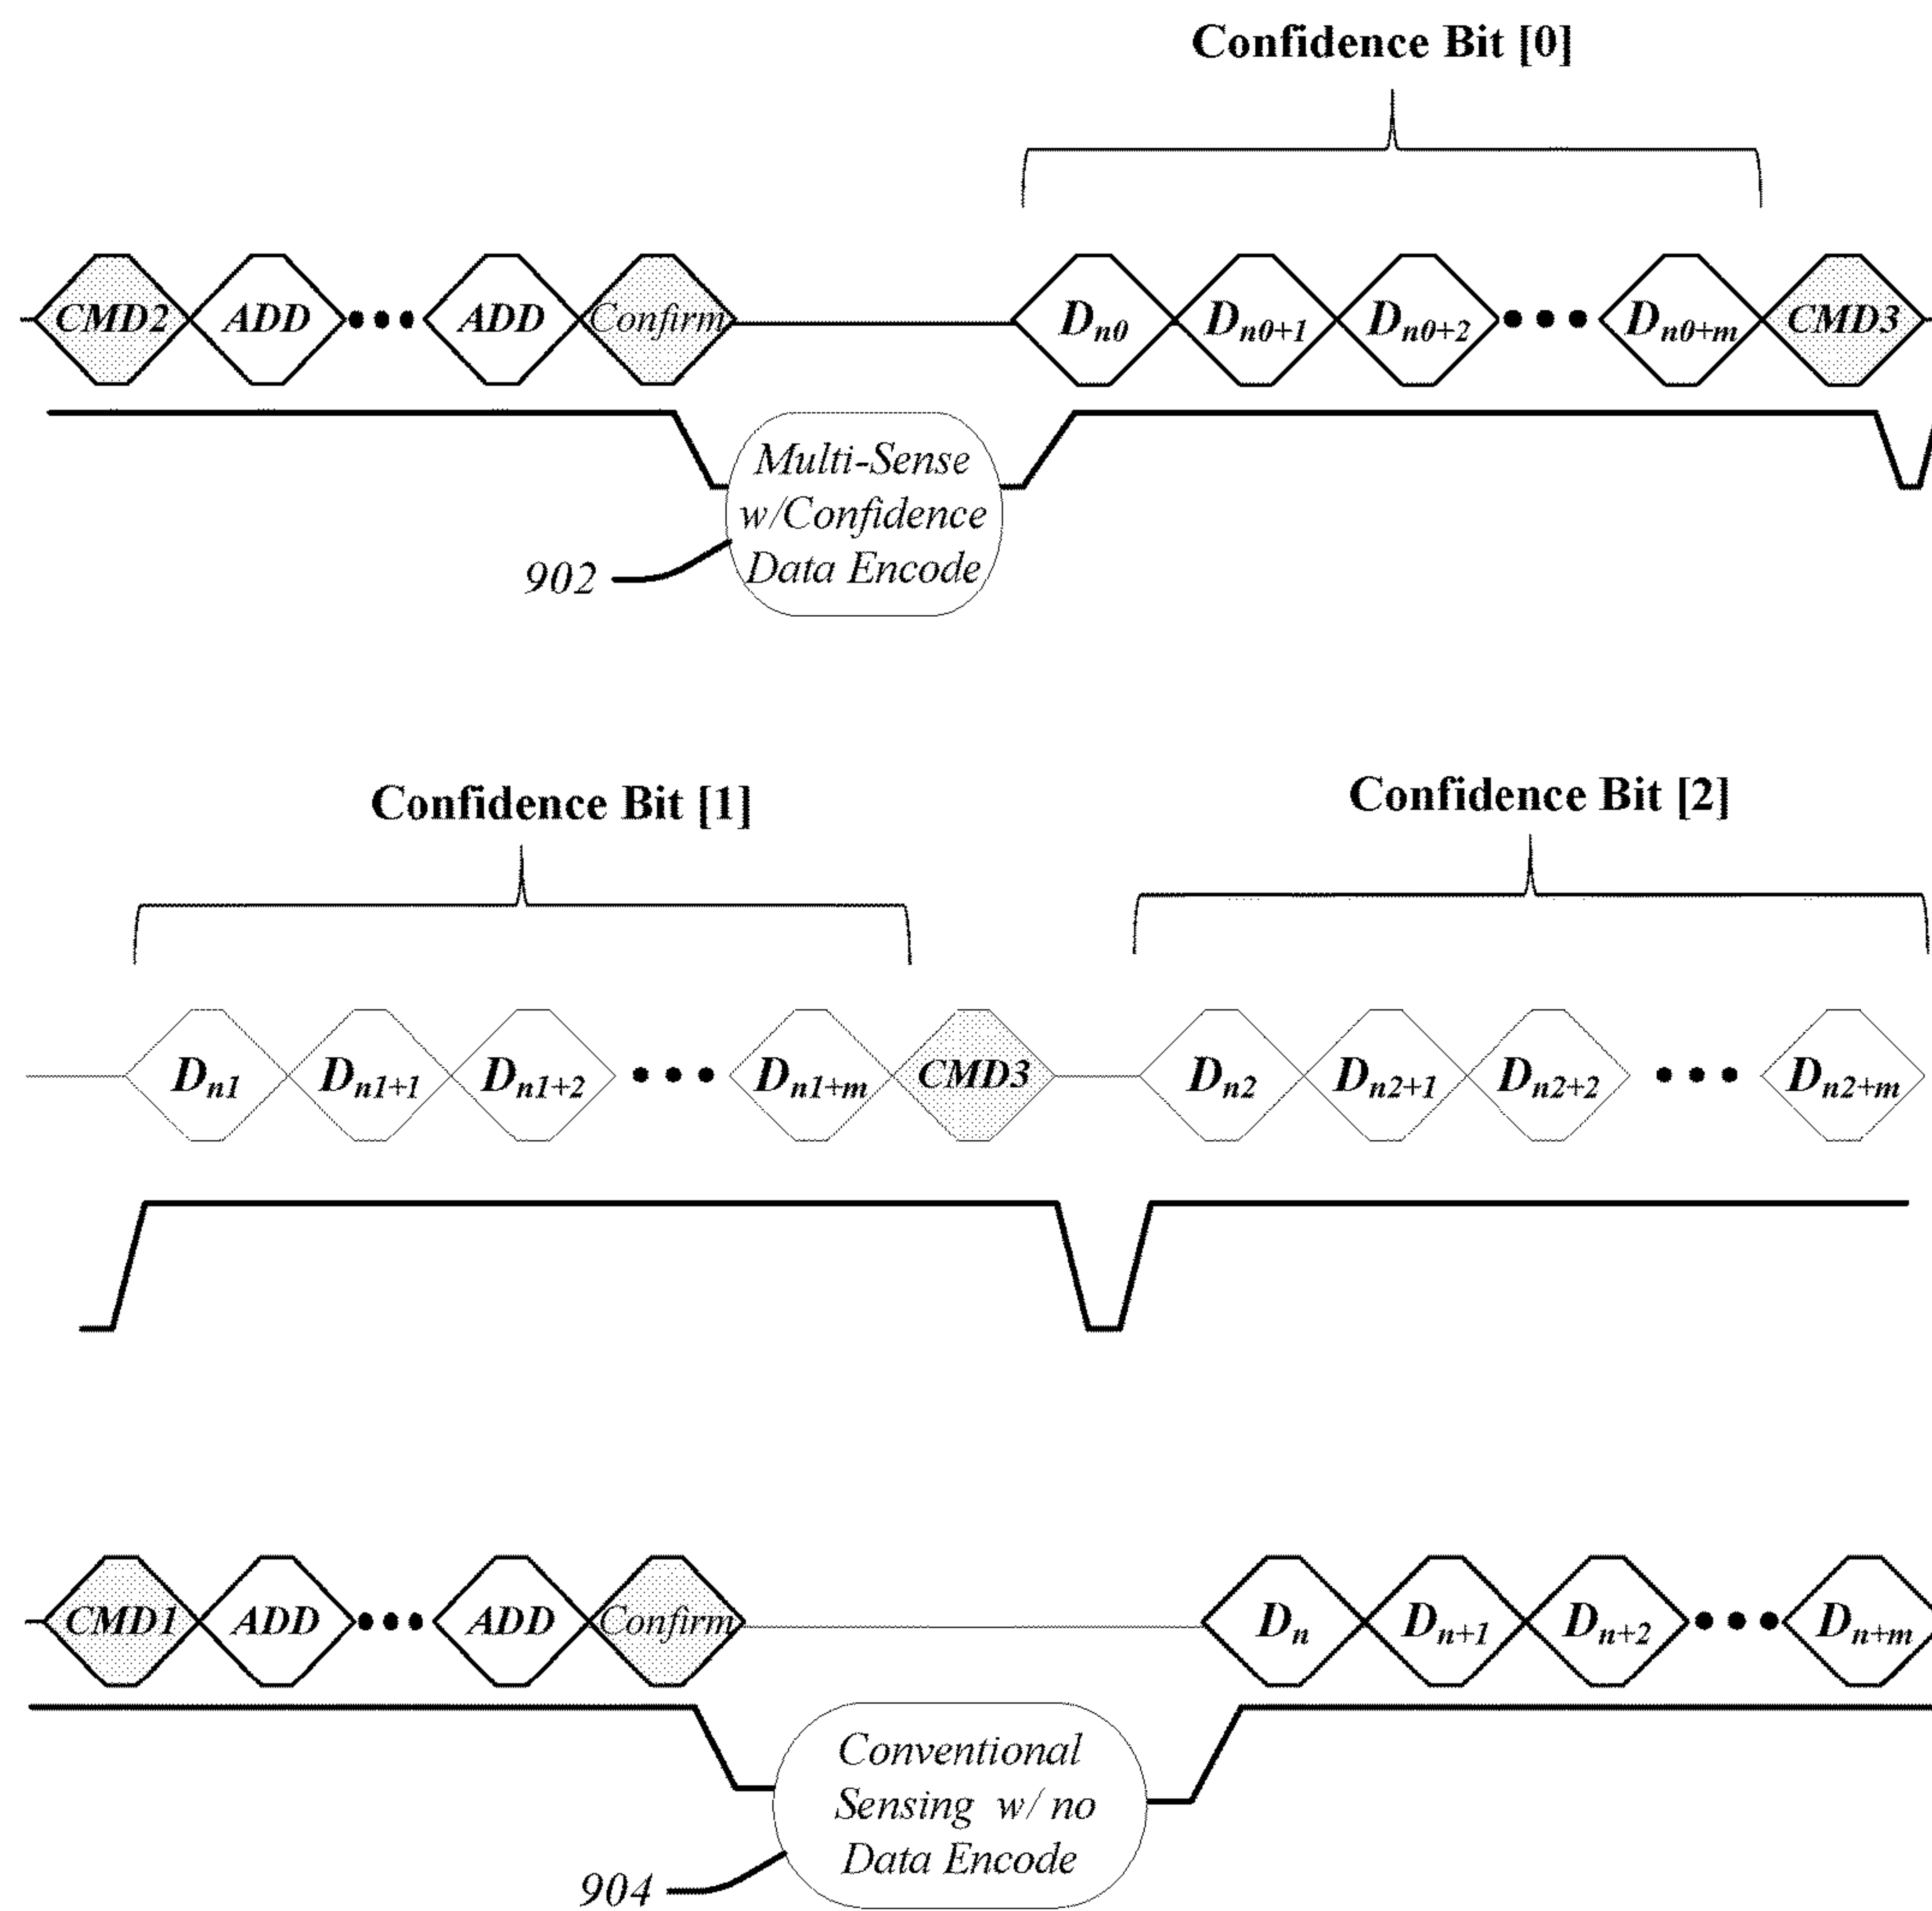 Confidence Bit [0]
CMD2 ADD ••• ADD Confirm Dn0 Dn0+1 Dn0+2 ••• Dn0+m CMD3
Multi-Sense
w/Confidence
Data Encode
902
Confidence Bit [1] Confidence Bit [2]
Dn1 Dn1+1 Dn1+2 ••• Dn1+m CMD3 Dn2 Dn2+1 Dn2+2 ••• Dn2+m
CMD1 ADD ••• ADD Confirm Dn Dn+1 Dn+2 ••• Dn+m
Conventional
Sensing w/ no
Data Encode
904